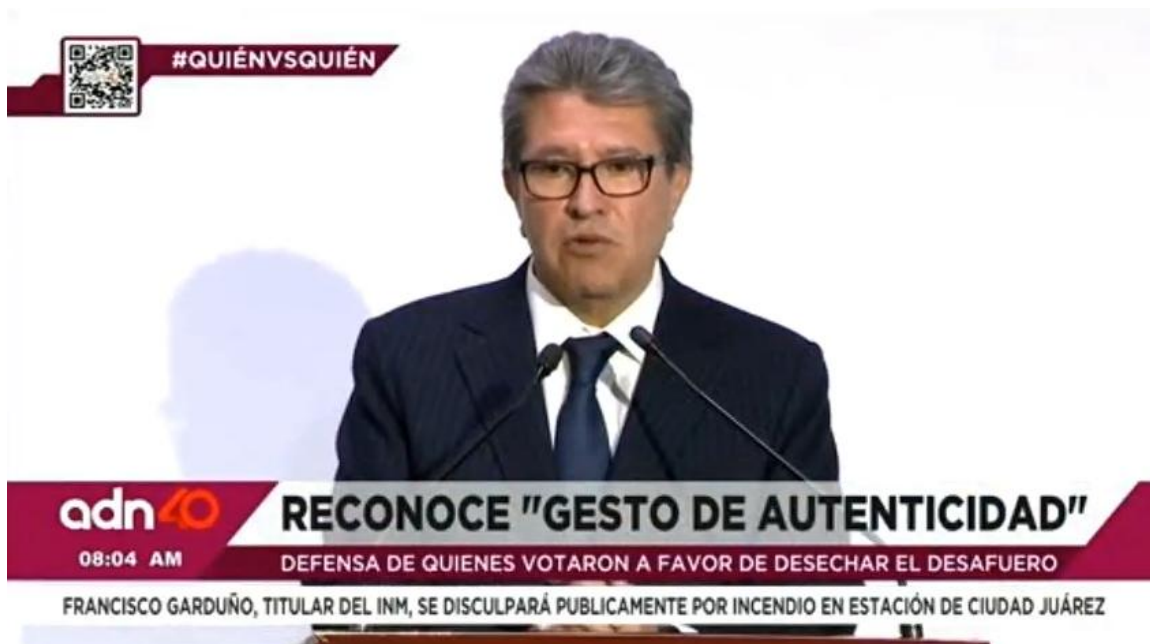 #QUIÉNVSQUIÉN
adn40
RECONOCE "GESTO DE AUTENTICIDAD"
08:04 AM
DEFENSA DE QUIENES VOTARON A FAVOR DE DESECHAR EL DESAFUERO
FRANCISCO GARDUÑO, TITULAR DEL INM, SE DISCULPARÁ PUBLICAMENTE POR INCENDIO EN ESTACIÓN DE CIUDAD JUÁREZ